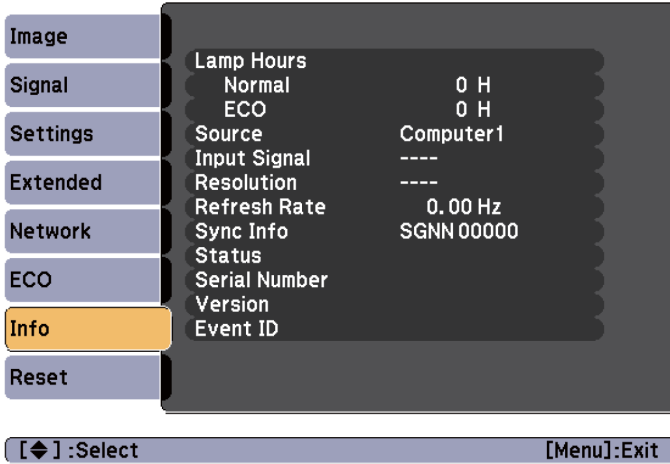 Image
Signal
Settings
Extended
Network
ECO
Info
Reset
Lamp Hours
Normal 0 H
ECO 0 H
Source Computer1
Input Signal ----
Resolution ----
Refresh Rate 0.00 Hz
Sync Info SGNN 00000
Status
Serial Number
Version
Event ID
[◆] :Select [Menu]:Exit